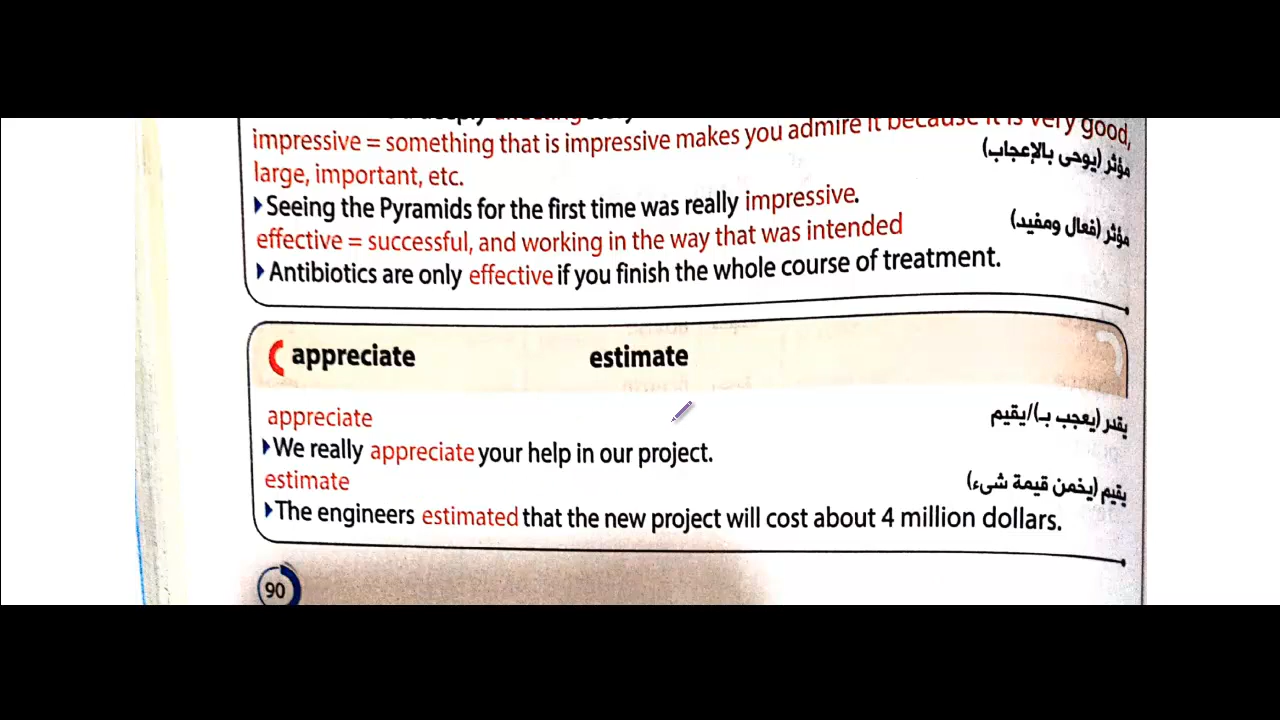 impressive = something that is impressive makes you admire it because it is very good,
large, important, etc. مؤثر (يوحى بالإعجاب)
Seeing the Pyramids for the first time was really impressive.
effective = successful, and working in the way that was intended مؤثر (فعال ومفيد)
Antibiotics are only effective if you finish the whole course of treatment.
appreciate estimate
appreciate يقدر (يعجب بـ)/يقيم
We really appreciate your help in our project.
estimate يقيم (يخمن قيمة شىء)
The engineers estimated that the new project will cost about 4 million dollars.
90